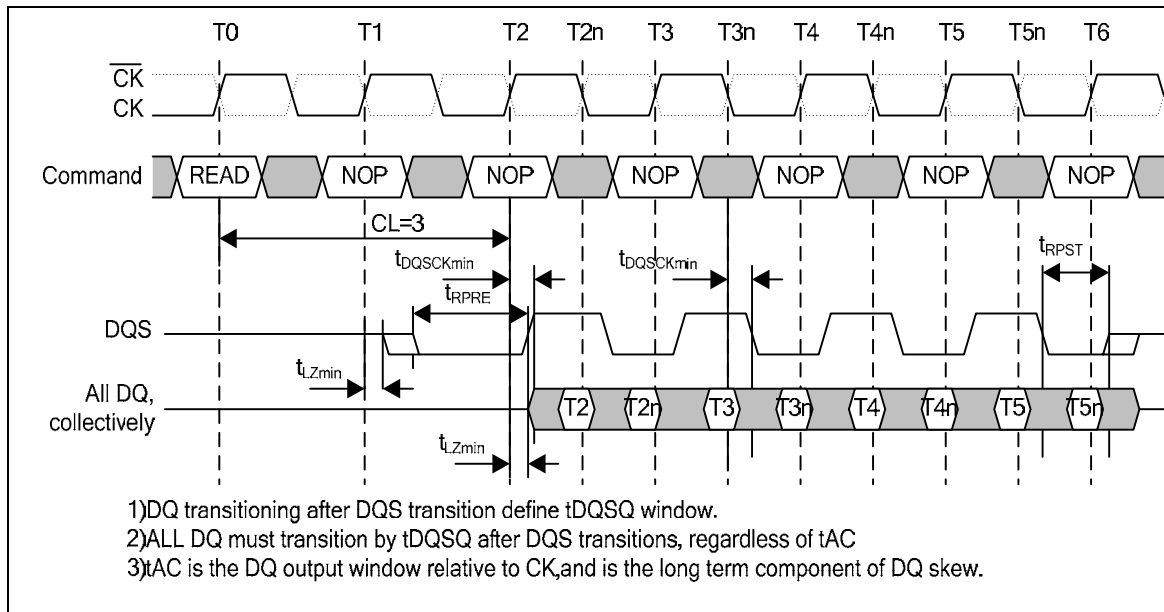 T0 T1 T2 T2n T3 T3n T4 T4n T5 T5n T6
CK
CK
Command READ NOP NOP NOP NOP NOP NOP
CL=3
tDQSCKmin tDQSCKmin tRPST
tRPRE
DQS
tLZmin
All DQ,
collectively
T2 T2n T3 T3n T4 T4n T5 T5n
tLZmin
1)DQ transitioning after DQS transition define tDQSQ window.
2)ALL DQ must transition by tDQSQ after DQS transitions, regardless of tAC
3)tAC is the DQ output window relative to CK,and is the long term component of DQ skew.